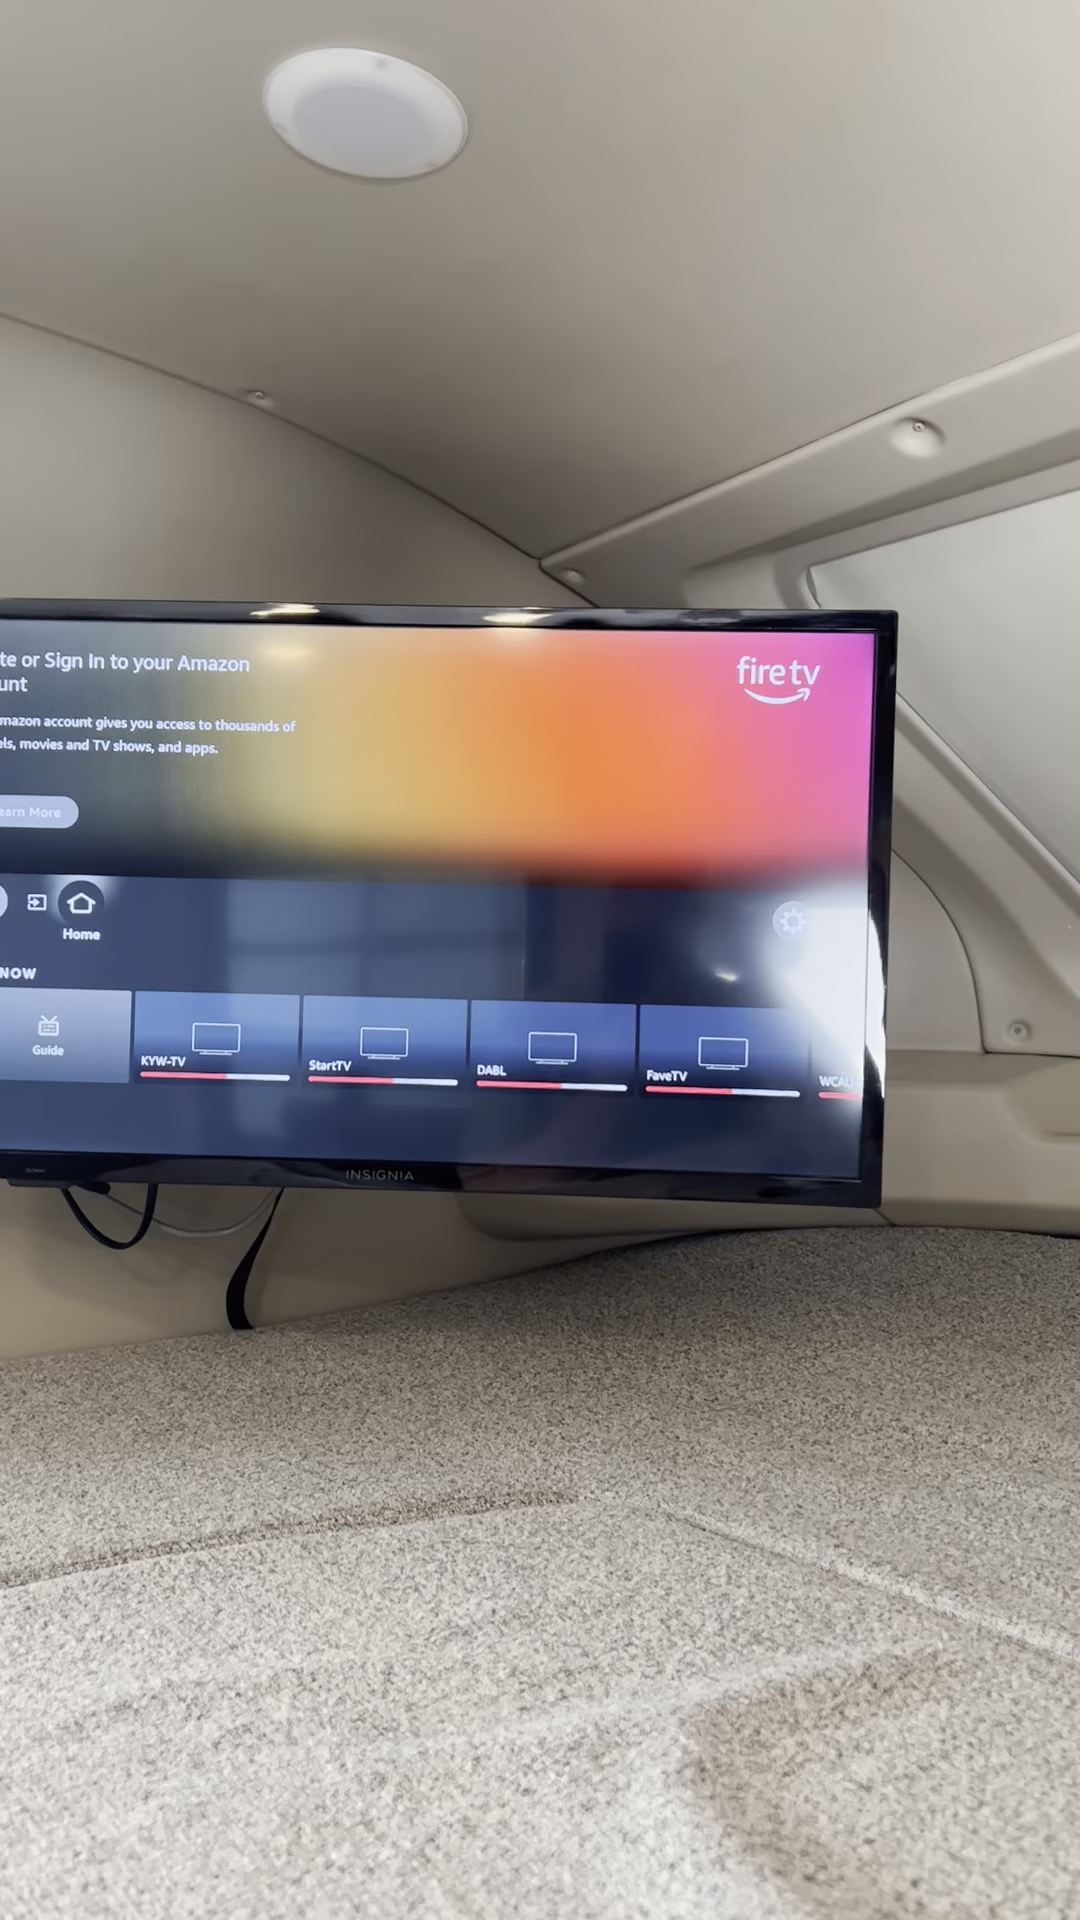 te or Sign In to your Amazon
unt
mazon account gives you access to thousands of
els, movies and TV shows, and apps.
earn More
fire tv
Home
NOW
Guide
KYW-TV
StartTV
DABL
FaveTV
WCAU
INSIGNIA